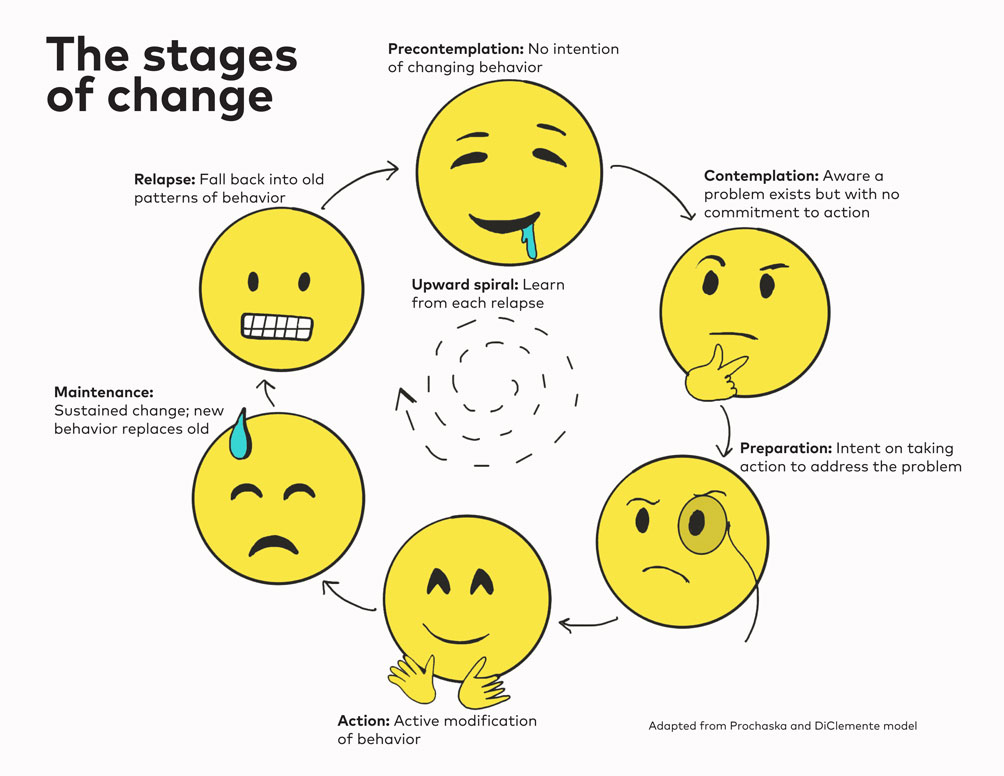 The stages
of change
Precontemplation: No intention
of changing behavior
Contemplation: Aware a
problem exists but with no
commitment to action
Preparation: Intent on taking
action to address the problem
Action: Active modification
of behavior
Maintenance:
Sustained change; new
behavior replaces old
Relapse: Fall back into old
patterns of behavior
Upward spiral: Learn
from each relapse
Adapted from Prochaska and DiClemente model